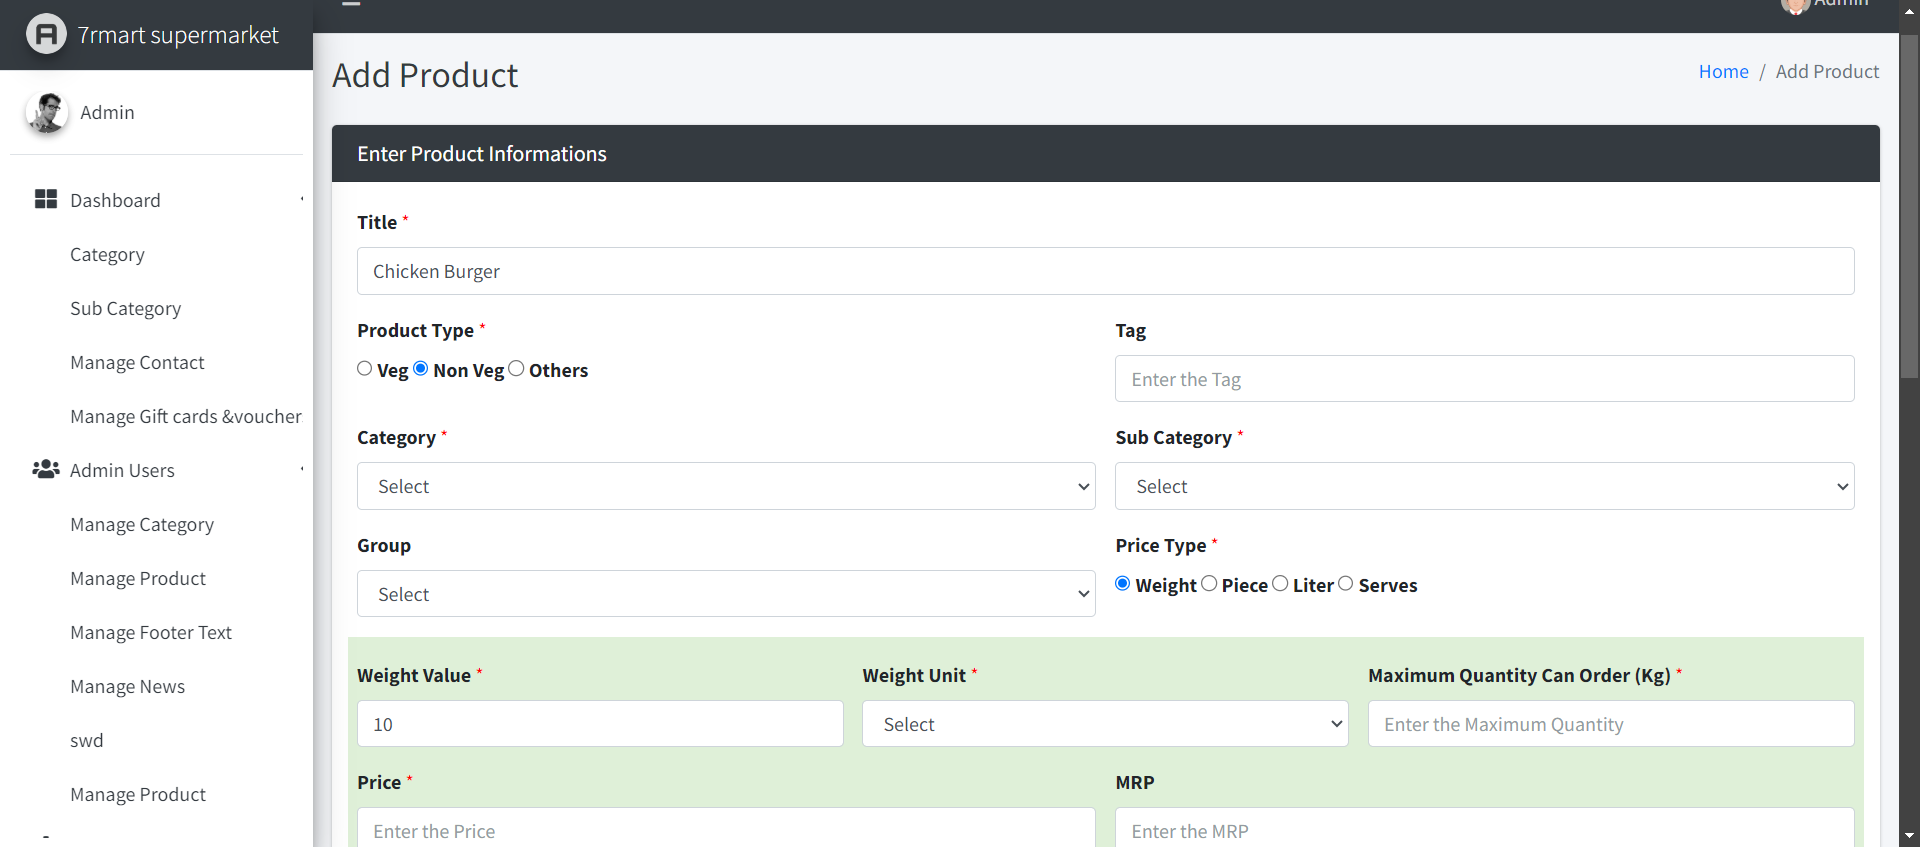 7rmart supermarket
Admin
Admin
Dashboard
Category
Sub Category
Manage Contact
Manage Gift cards &voucher
Admin Users
Manage Category
Manage Product
Manage Footer Text
Manage News
swd
Manage Product
Add Product
Home / Add Product
Enter Product Informations
Title *
Chicken Burger
Product Type *
Veg Non Veg Others
Tag
Enter the Tag
Category *
Select
Sub Category *
Select
Group
Select
Price Type *
Weight Piece Liter Serves
Weight Value *
10
Weight Unit *
Select
Maximum Quantity Can Order (Kg) *
Enter the Maximum Quantity
Price *
Enter the Price
MRP
Enter the MRP